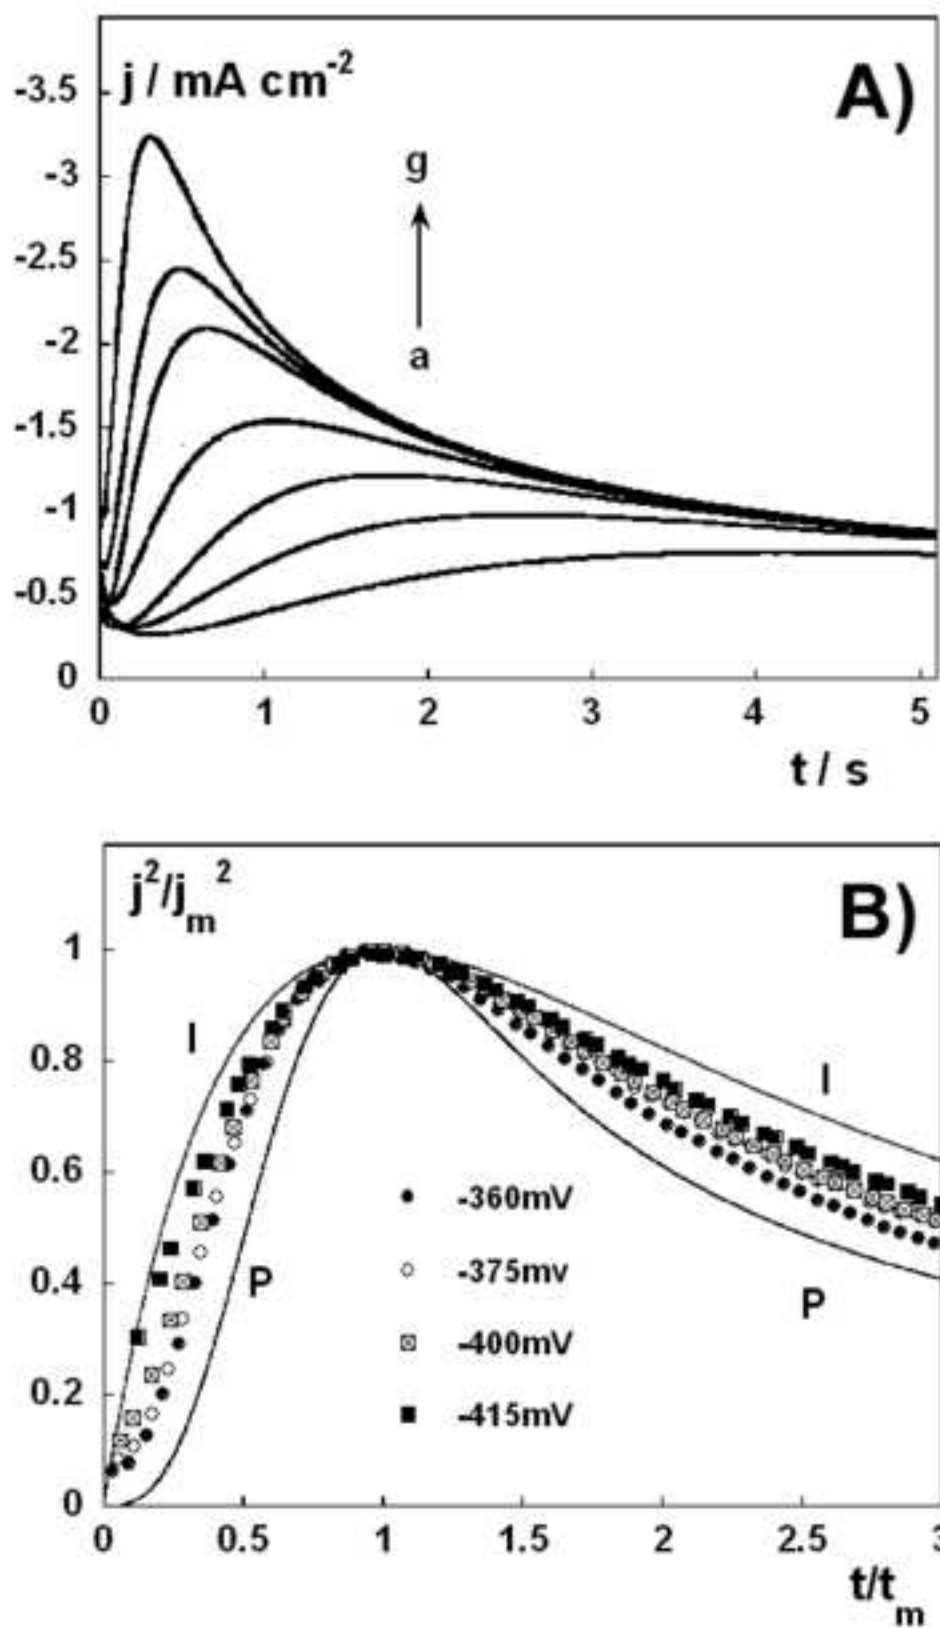 j / mA cm-2
A)
-3.5
-3
-2.5
-2
-1.5
-1
-0.5
0
g
a
0 1 2 3 4 5
t / s
j2/jm2
B)
1
0.8
0.6
0.4
0.2
0
I
I
P
P
-360mV
-375mv
-400mV
-415mV
0 0.5 1 1.5 2 2.5 3
t/tm